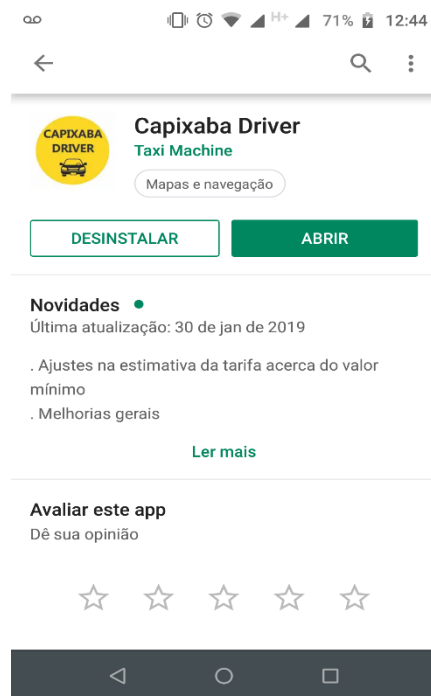 H+ 71% 12:44
CAPIXABA
DRIVER
Capixaba Driver
Taxi Machine
Mapas e navegação
DESINSTALAR ABRIR
Novidades
Última atualização: 30 de jan de 2019
. Ajustes na estimativa da tarifa acerca do valor
mínimo
. Melhorias gerais
Ler mais
Avaliar este app
Dê sua opinião